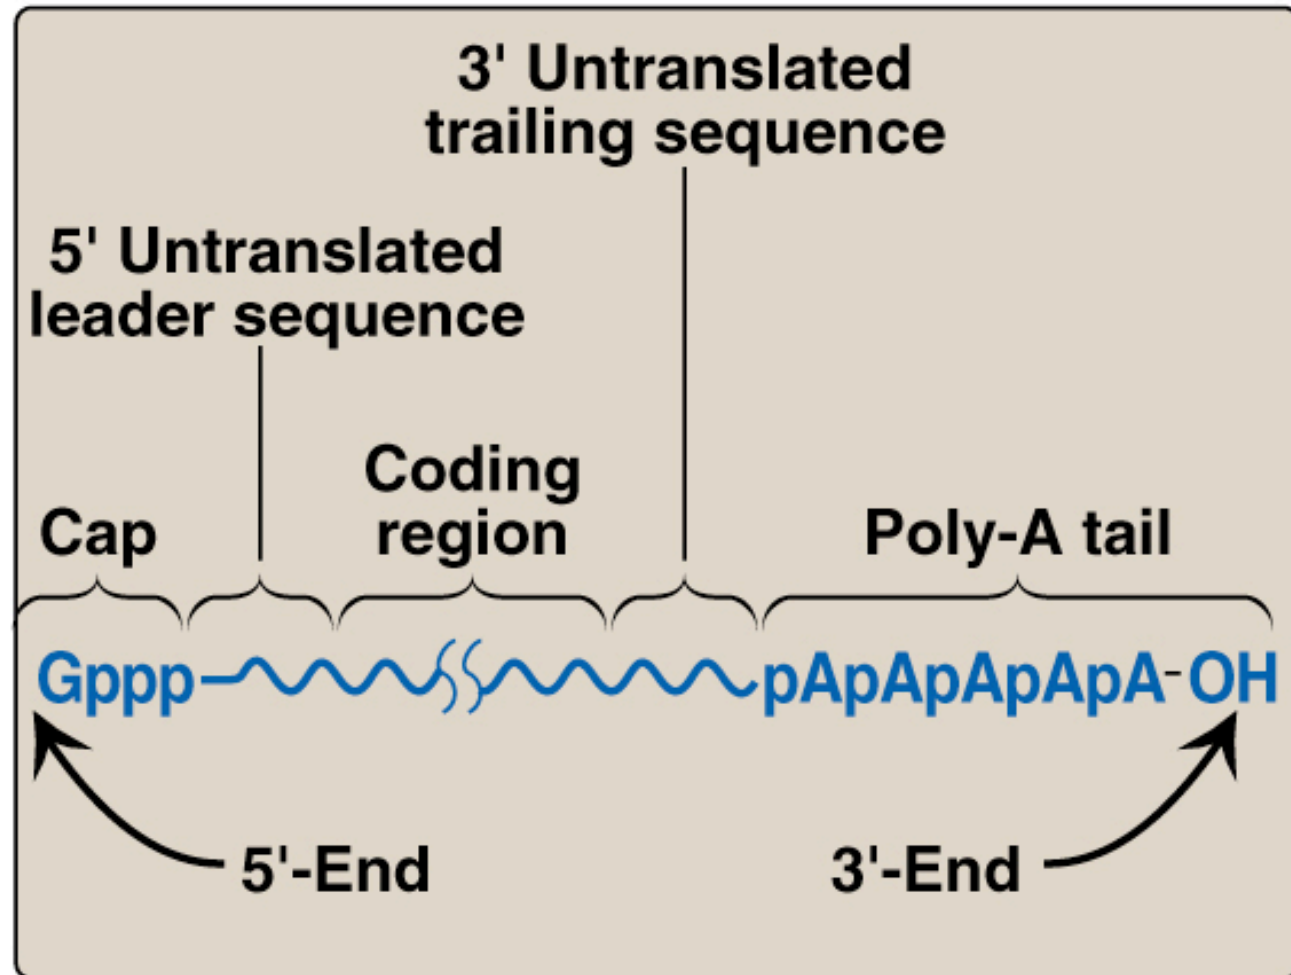 3' Untranslated
trailing sequence
5' Untranslated
leader sequence
Coding
region
Cap
Poly-A tail
Gppp
pApApApApA-OH
5'-End
3'-End